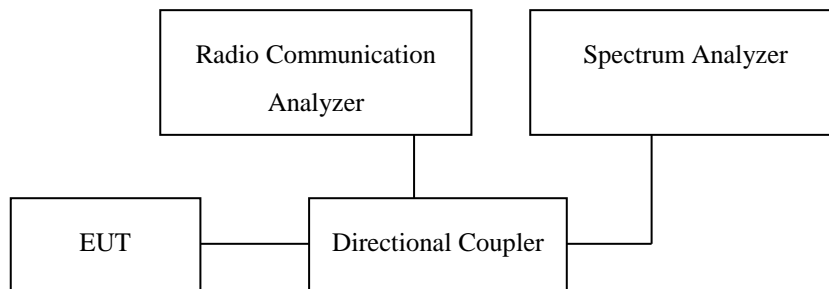 Radio Communication
Analyzer
Spectrum Analyzer
EUT
Directional Coupler